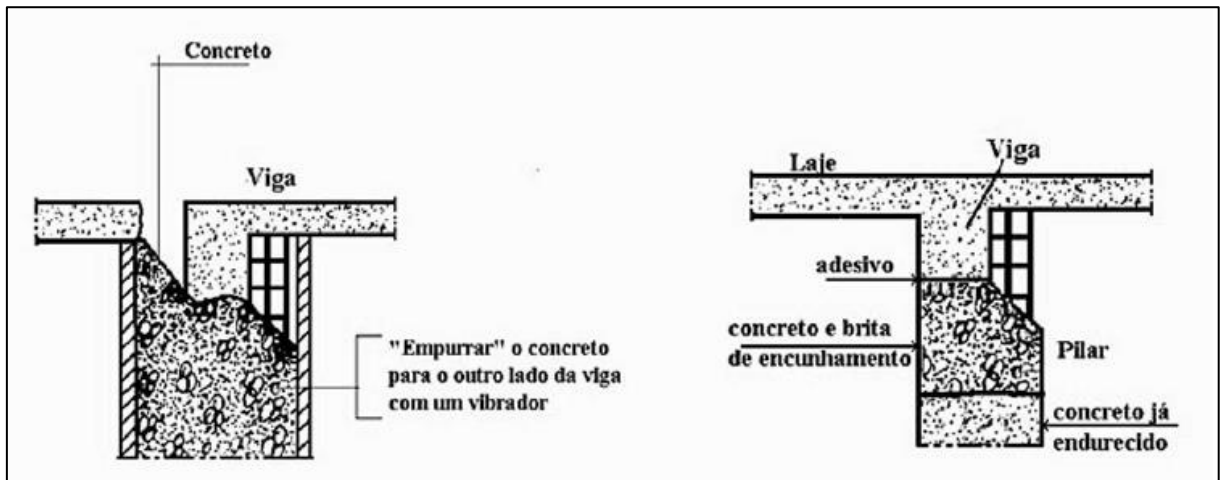 Concreto
Viga
"Empurrar" o concreto
para o outro lado da viga
com um vibrador
Laje
Viga
adesivo
concreto e brita
de encunhamento
Pilar
concreto já
endurecido